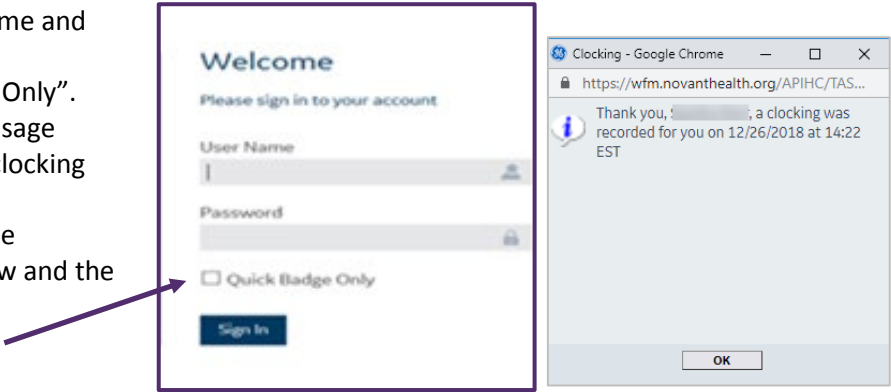 me and
Only”.
sage
locking
e
w and the
Welcome
Please sign in to your account
User Name
Password
Quick Badge Only
Sign In
Clocking - Google Chrome
https://wfm.novanthealth.org/APIHC/TAS...
Thank you, S , a clocking was
recorded for you on 12/26/2018 at 14:22
EST
OK